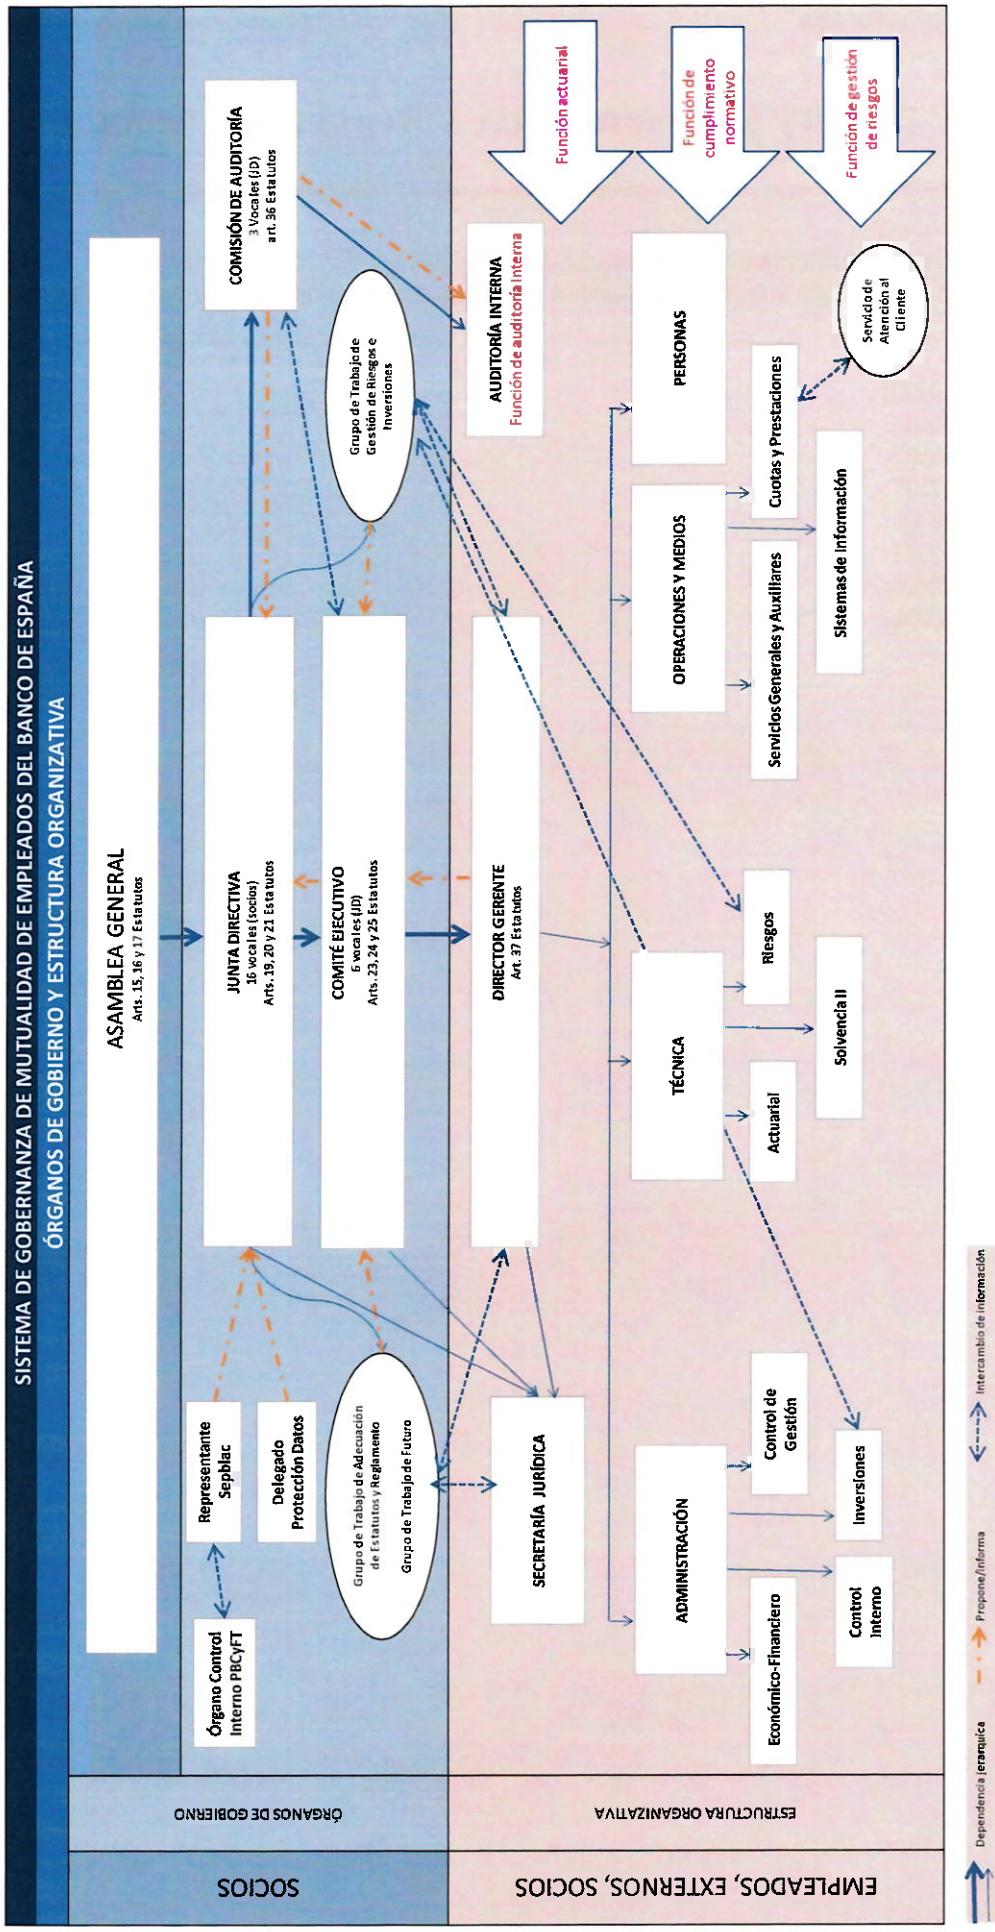 SISTEMA DE GOBERNANZA DE MUTUALIDAD DE EMPLEADOS DEL BANCO DE ESPAÑA
ÓRGANOS DE GOBIERNO Y ESTRUCTURA ORGANIZATIVA
SOCIOS
ÓRGANOS DE GOBIERNO
ASAMBLEA GENERAL
Arts. 15, 16 y 17 Estatutos
Órgano Control
Interno PBCyFT
Representante
Sepblac
Delegado
Protección Datos
JUNTA DIRECTIVA
16 vocales (socios)
Arts. 19, 20 y 21 Estatutos
COMISIÓN DE AUDITORÍA
3 Vocales (JD)
art. 36 Estatutos
COMITÉ EJECUTIVO
6 vocales (JD)
Arts. 23, 24 y 25 Estatutos
Grupo de Trabajo de Adecuación
de Estatutos y Reglamento
Grupo de Trabajo de Futuro
Grupo de Trabajo de
Gestión de Riesgos e
Inversiones
EMPLEADOS, EXTERNOS, SOCIOS
ESTRUCTURA ORGANIZATIVA
SECRETARÍA JURÍDICA
DIRECTOR GERENTE
Art. 37 Estatutos
AUDITORÍA INTERNA
Función de auditoría Interna
Función actuarial
ADMINISTRACIÓN
TÉCNICA
OPERACIONES Y MEDIOS
PERSONAS
Función de
cumplimiento
normativo
Económico-Financiero
Control de
Gestión
Actuarial
Riesgos
Servicios Generales y Auxiliares
Cuotas y Prestaciones
Control
Interno
Inversiones
Solvencia II
Sistemas de Información
Servicio de
Atención al
Cliente
Función de gestión
de riesgos
Dependencia jerarquica
Propone/informa
Intercambio de información